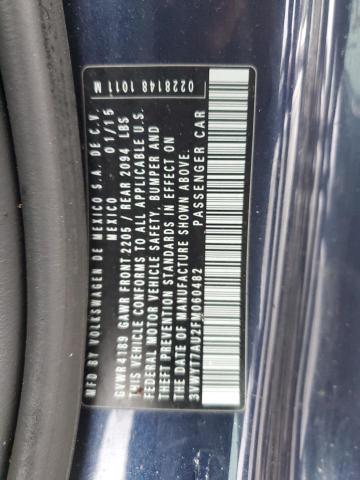 MFD BY VOLKSWAGEN DE MEXICO S.A. DE C.V.
MEXICO 01/15
GVWR 4189 GAWR FRONT 2205 / REAR 2094 LBS
THIS VEHICLE CONFORMS TO ALL APPLICABLE U.S.
FEDERAL MOTOR VEHICLE SAFETY, BUMPER AND
THEFT PREVENTION STANDARDS IN EFFECT ON
THE DATE OF MANUFACTURE SHOWN ABOVE.
3VWVT7AU2FM060482 PASSENGER CAR
0228148 1011 M